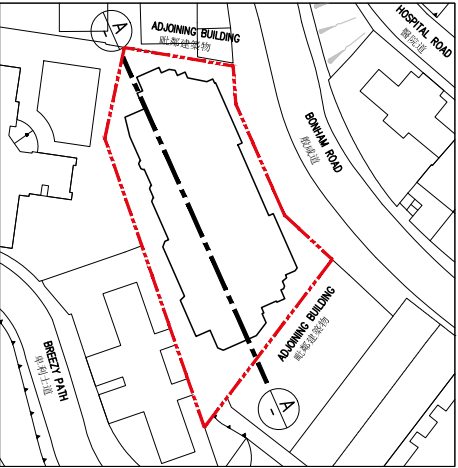 HOSPITAL ROAD
醫院道
A
ADJOINING BUILDING
毗鄰建築物
BONHAM ROAD
般咸道
ADJOINING BUILDING
毗鄰建築物
BREEZY PATH
卑利士道
A